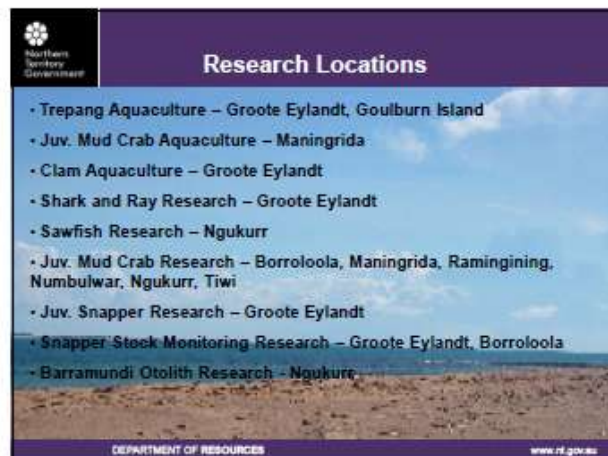 Northern
Territory
Government
Research Locations
• Trepang Aquaculture – Groote Eylandt, Goulburn Island
• Juv. Mud Crab Aquaculture – Maningrida
• Clam Aquaculture – Groote Eylandt
• Shark and Ray Research – Groote Eylandt
• Sawfish Research – Ngukurr
• Juv. Mud Crab Research – Borroloola, Maningrida, Ramingining,
Numbulwar, Ngukurr, Tiwi
• Juv. Snapper Research – Groote Eylandt
• Snapper Stock Monitoring Research – Groote Eylandt, Borroloola
• Barramundi Otolith Research - Ngukurr
DEPARTMENT OF RESOURCES
www.nt.gov.au